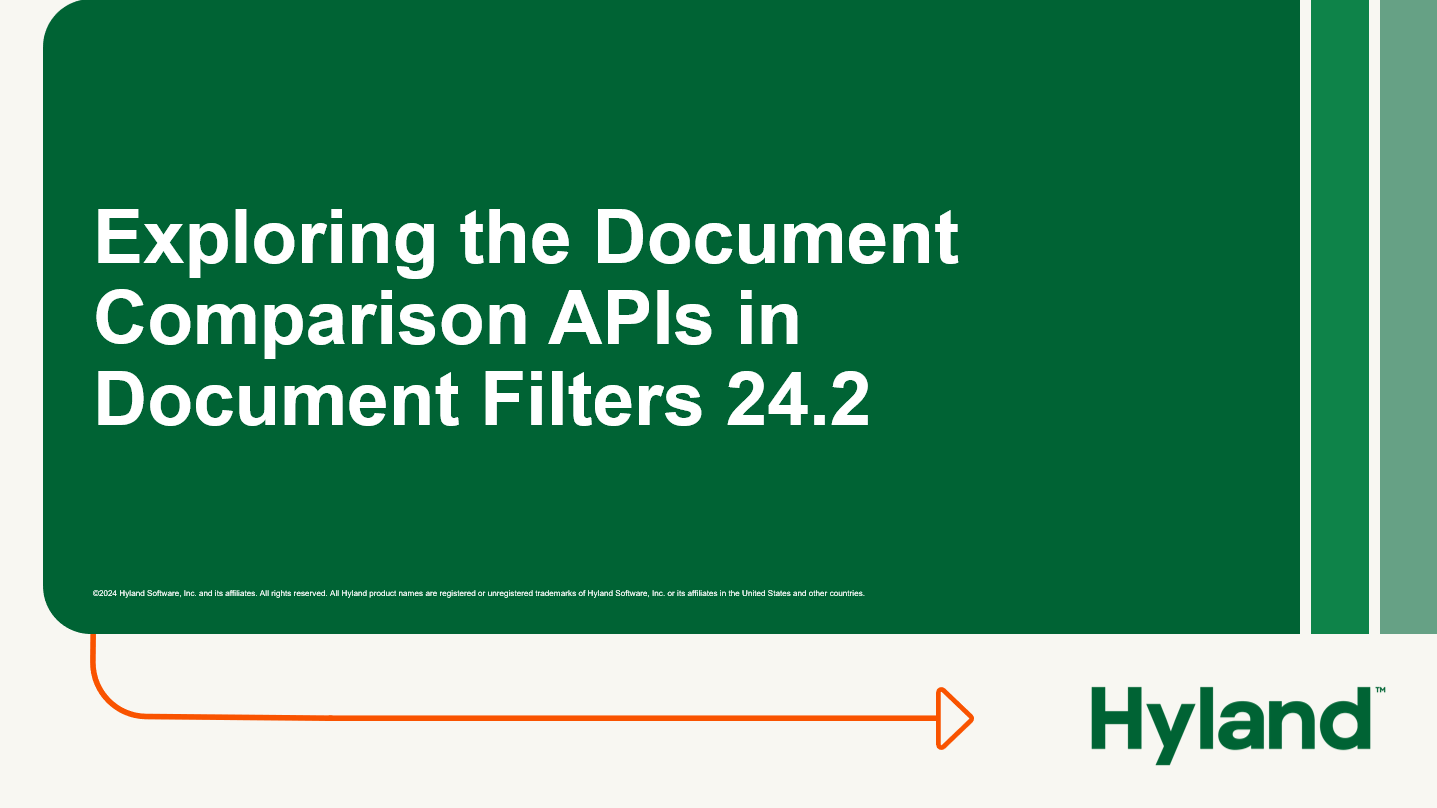 Exploring the Document
Comparison APIs in
Document Filters 24.2
©2024 Hyland Software, Inc. and its affiliates. All rights reserved. All Hyland product names are registered or unregistered trademarks of Hyland Software, Inc. or its affiliates in the United States and other countries.
Hyland™